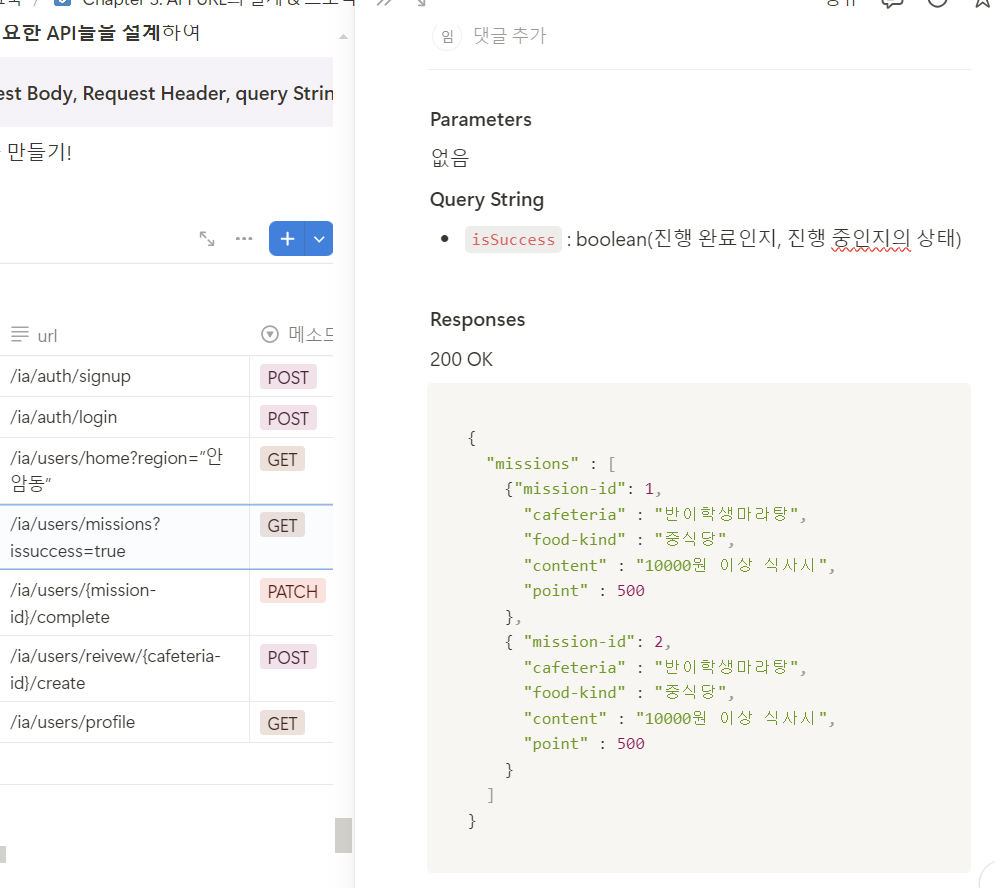 요한 API들을 설계하여
est Body, Request Header, query Strin
만들기!
url
메소드
/ia/auth/signup
POST
/ia/auth/login
POST
/ia/users/home?region=“안
암동”
GET
/ia/users/missions?
issuccess=true
GET
/ia/users/{mission-
id}/complete
PATCH
/ia/users/reivew/{cafeteria-
id}/create
POST
/ia/users/profile
GET
임 댓글 추가
Parameters
없음
Query String
• isSuccess : boolean(진행 완료인지, 진행 중인지의 상태)
Responses
200 OK
{
"missions" : [
{"mission-id": 1,
"cafeteria" : "반이학생마라탕",
"food-kind" : "중식당",
"content" : "10000원 이상 식사시",
"point" : 500
},
{ "mission-id": 2,
"cafeteria" : "반이학생마라탕",
"food-kind" : "중식당",
"content" : "10000원 이상 식사시",
"point" : 500
}
]
}